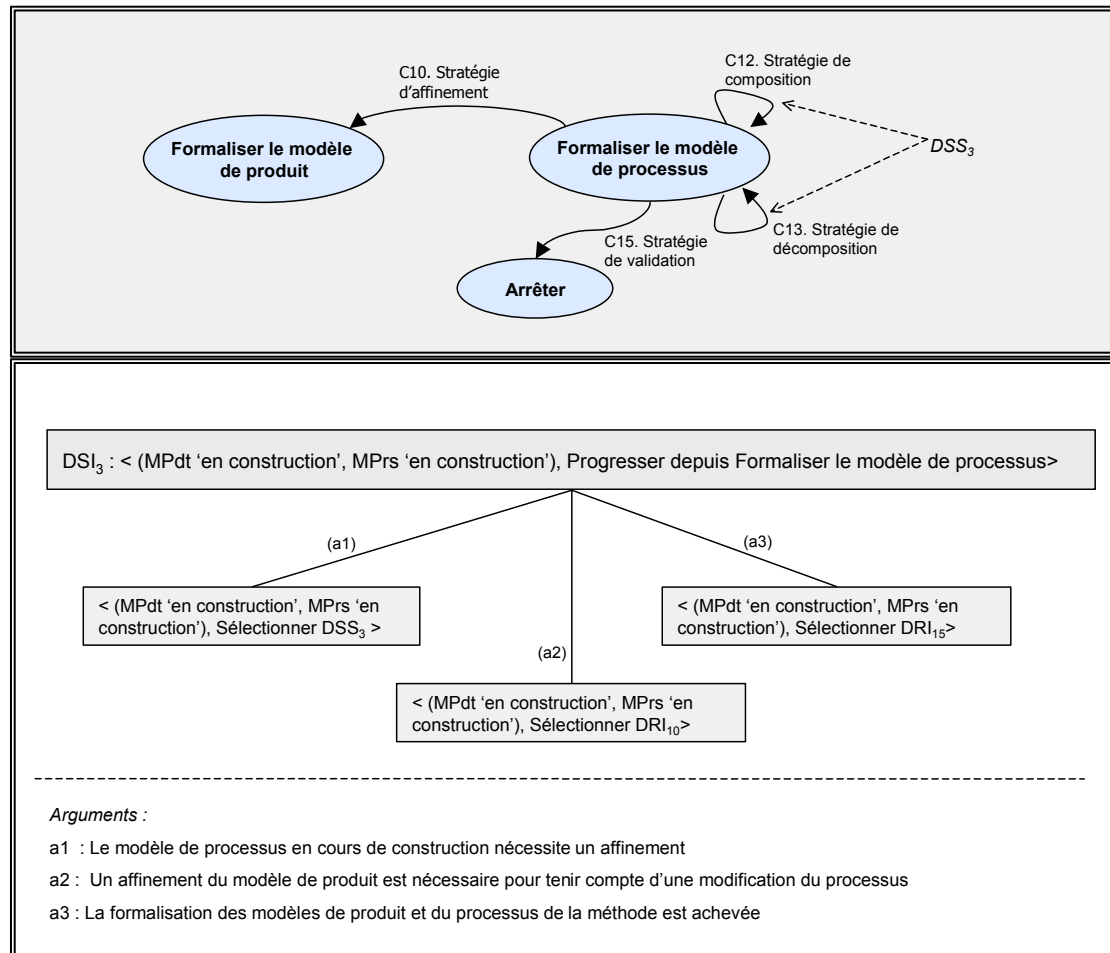 C10. Stratégie
d'affinement
C12. Stratégie de
composition
Formaliser le modèle
de produit
Formaliser le modèle
de processus
DSS3
C15. Stratégie
de validation
C13. Stratégie de
décomposition
Arrêter
DSI3 : < (MPdt ‘en construction’, MPrs ‘en construction’), Progresser depuis Formaliser le modèle de processus>
(a1)
(a3)
< (MPdt ‘en construction’, MPrs ‘en
construction’), Sélectionner DSS3 >
< (MPdt ‘en construction’, MPrs ‘en
construction’), Sélectionner DRI15>
(a2)
< (MPdt ‘en construction’, MPrs ‘en
construction’), Sélectionner DRI10>
Arguments :
a1 : Le modèle de processus en cours de construction nécessite un affinement
a2 : Un affinement du modèle de produit est nécessaire pour tenir compte d’une modification du processus
a3 : La formalisation des modèles de produit et du processus de la méthode est achevée